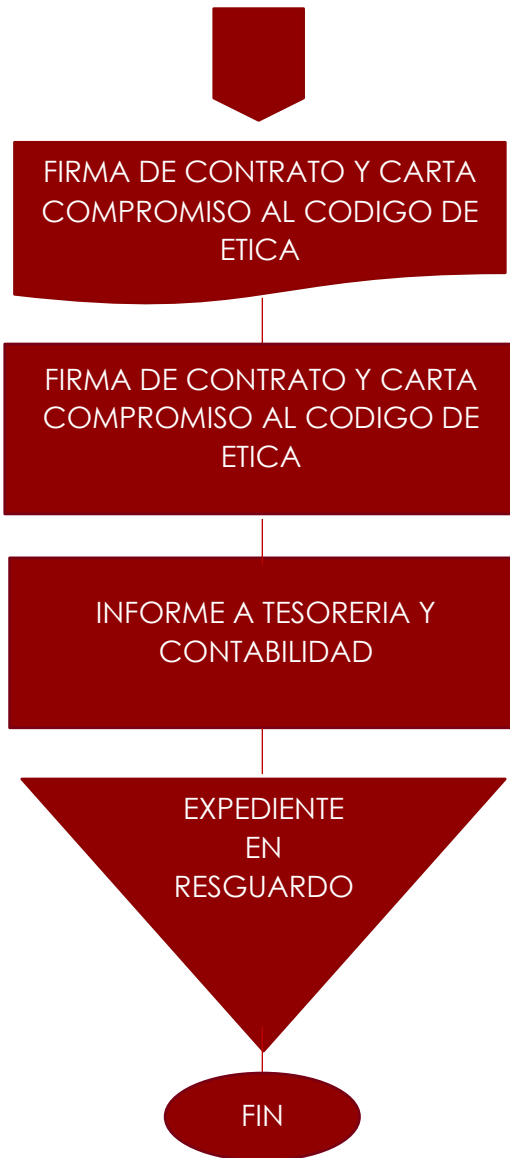 FIRMA DE CONTRATO Y CARTA
COMPROMISO AL CODIGO DE
ETICA
FIRMA DE CONTRATO Y CARTA
COMPROMISO AL CODIGO DE
ETICA
INFORME A TESORERIA Y
CONTABILIDAD
EXPEDIENTE
EN
RESGUARDO
FIN